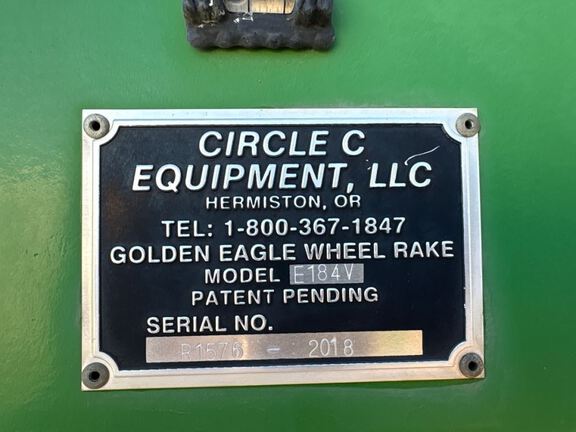 CIRCLE C
EQUIPMENT, LLC
HERMISTON, OR
TEL: 1-800-367-1847
GOLDEN EAGLE WHEEL RAKE
MODEL E184V
PATENT PENDING
SERIAL NO.
R1576 - 2018